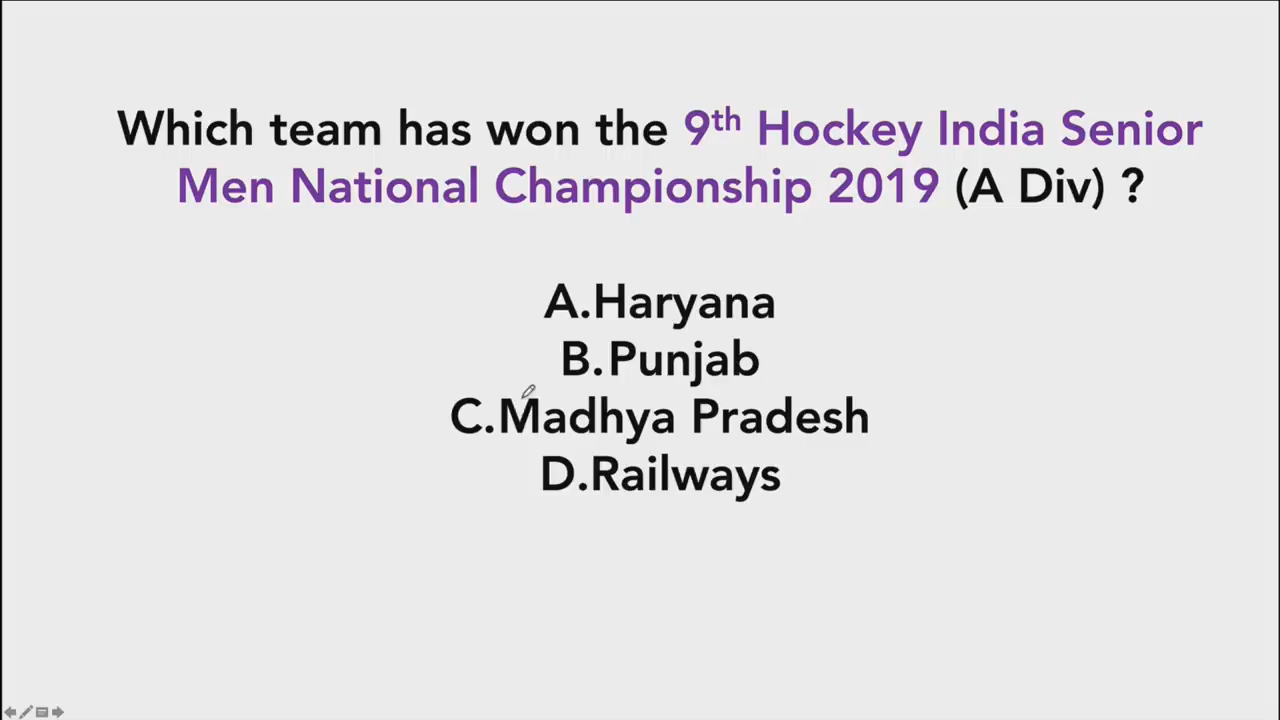 Which team has won the 9th Hockey India Senior
Men National Championship 2019 (A Div) ?
A.Haryana
B.Punjab
C.Madhya Pradesh
D.Railways